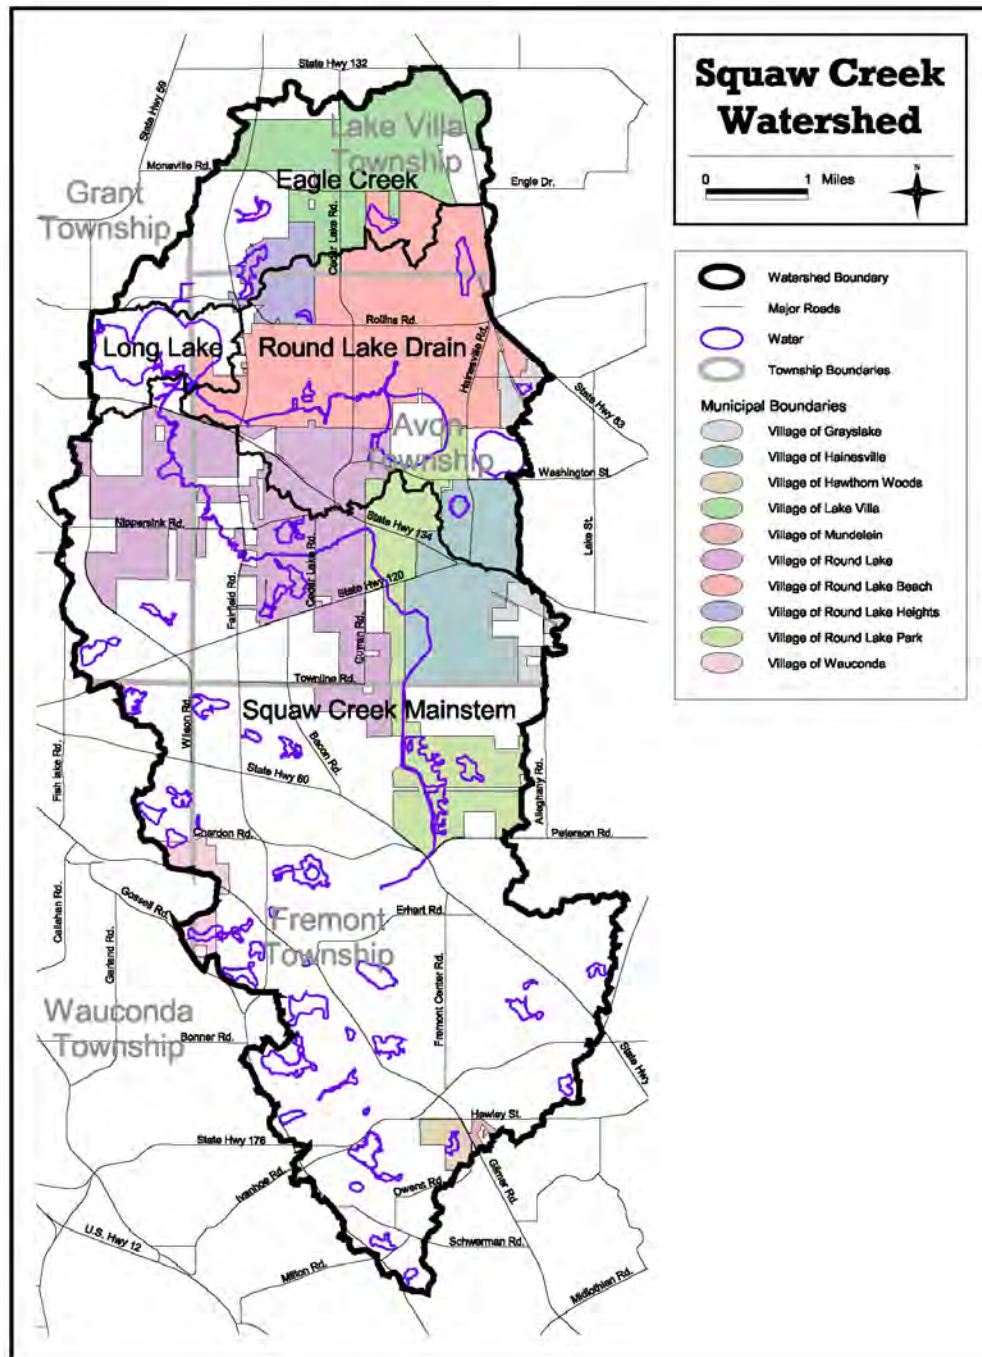 Squaw Creek
Watershed
0 1 Miles
N
Watershed Boundary
Major Roads
Water
Township Boundaries
Municipal Boundaries
Village of Grayslake
Village of Hainesville
Village of Hawthorn Woods
Village of Lake Villa
Village of Mundelein
Village of Round Lake
Village of Round Lake Beach
Village of Round Lake Heights
Village of Round Lake Park
Village of Wauconda
State Hwy 132
State Hwy 59
Lake Villa
Township
Monaville Rd.
Eagle Creek
Engle Dr.
Grant
Township
Cedar Lake Rd.
Rollins Rd.
Long Lake
Round Lake Drain
Hainesville Rd.
State Hwy 83
Avon
Township
Washington St.
Nippersink Rd.
State Hwy 134
Lake St.
Cedar Lake Rd.
State Hwy 120
Fairfield Rd.
Curran Rd.
Townline Rd.
Squaw Creek Mainstem
Wilson Rd.
Bacon Rd.
Fish lake Rd.
State Hwy 60
Alleghany Rd.
Chardon Rd.
Peterson Rd.
Gossell Rd.
Callahan Rd.
Garland Rd.
Fremont
Township
Erhart Rd.
Fremont Center Rd.
Wauconda
Township
Bonner Rd.
State Hwy
Hawley St.
State Hwy 176
Ivanhoe Rd.
Owens Rd.
Gilmer Rd.
U.S. Hwy 12
Schwerman Rd.
Milton Rd.
Midlothian Rd.